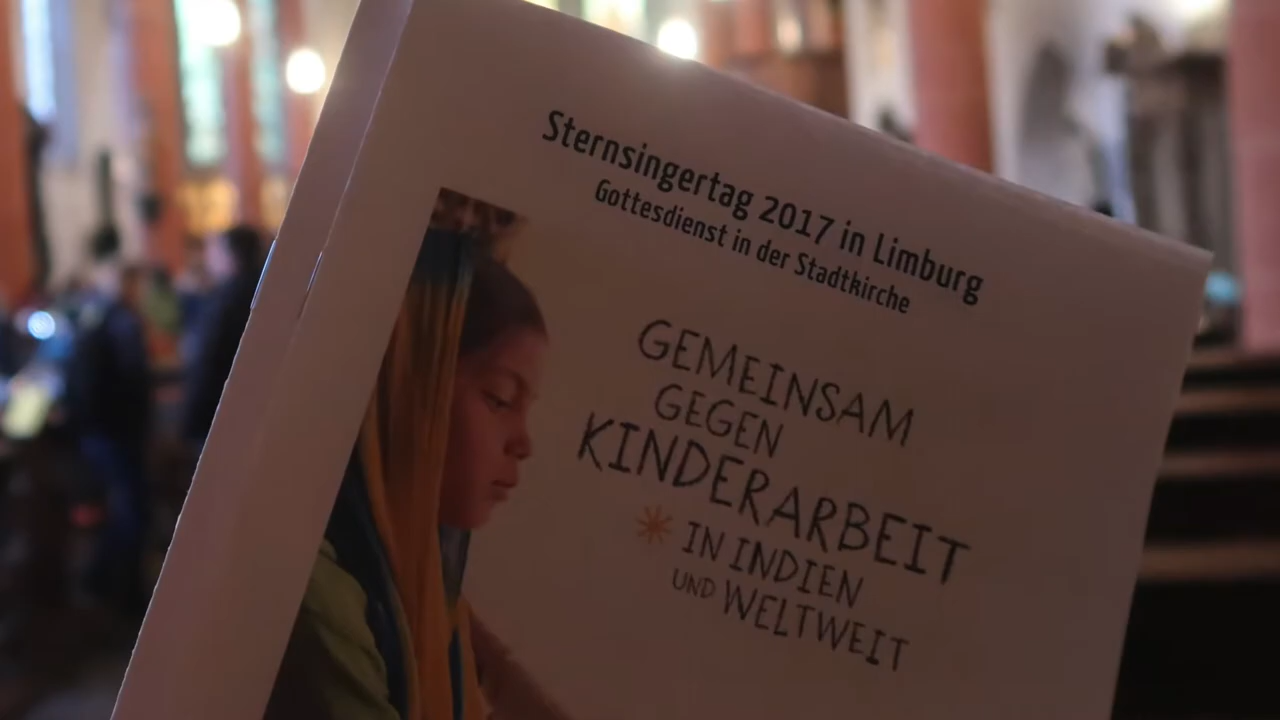 Sternsingertag 2017 in Limburg
Gottesdienst in der Stadtkirche
GEMEINSAM
GEGEN
KINDERARBEIT
IN INDIEN
UND WELTWEIT